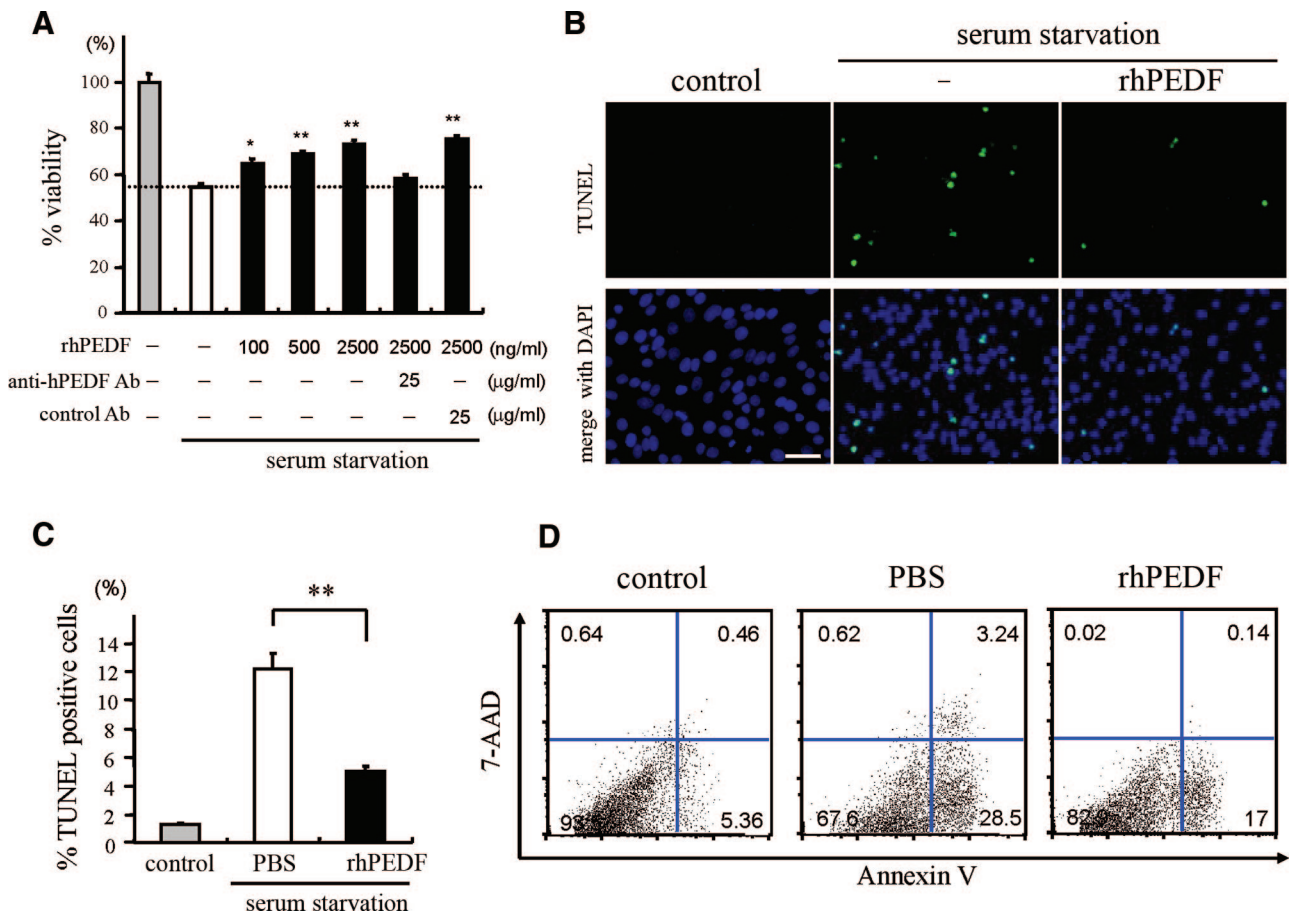 A
(%)
% viability
100
80
60
40
20
0
*
**
**
**
rhPEDF – – 100 500 2500 2500 2500 (ng/ml)
anti-hPEDF Ab – – – – – 25 – (μg/ml)
control Ab – – – – – – 25 (μg/ml)
serum starvation
B
serum starvation
control – rhPEDF
TUNEL
merge with DAPI
C
(%)
% TUNEL positive cells
14
12
10
8
6
4
2
0
**
control PBS rhPEDF
serum starvation
D
control PBS rhPEDF
7-AAD
0.64 0.46 0.62 3.24 0.02 0.14
5.36 67.6 28.5 17
Annexin V